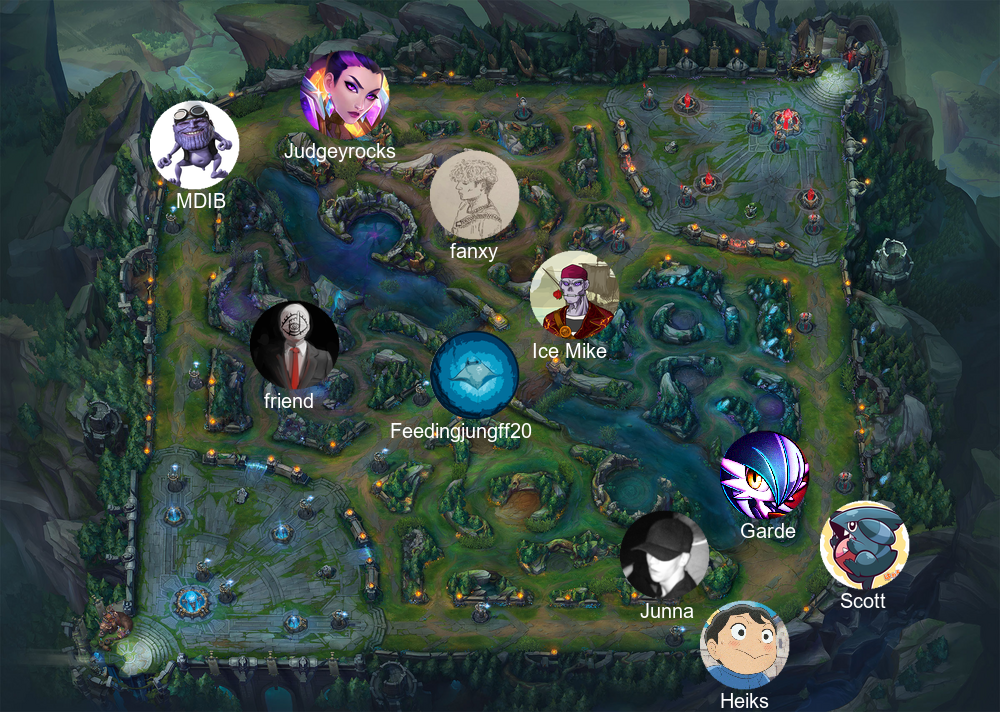 Judgeyrocks
MDIB
fanxy
Ice Mike
friend
Feedingjungff20
Garde
Scott
Junna
Heiks